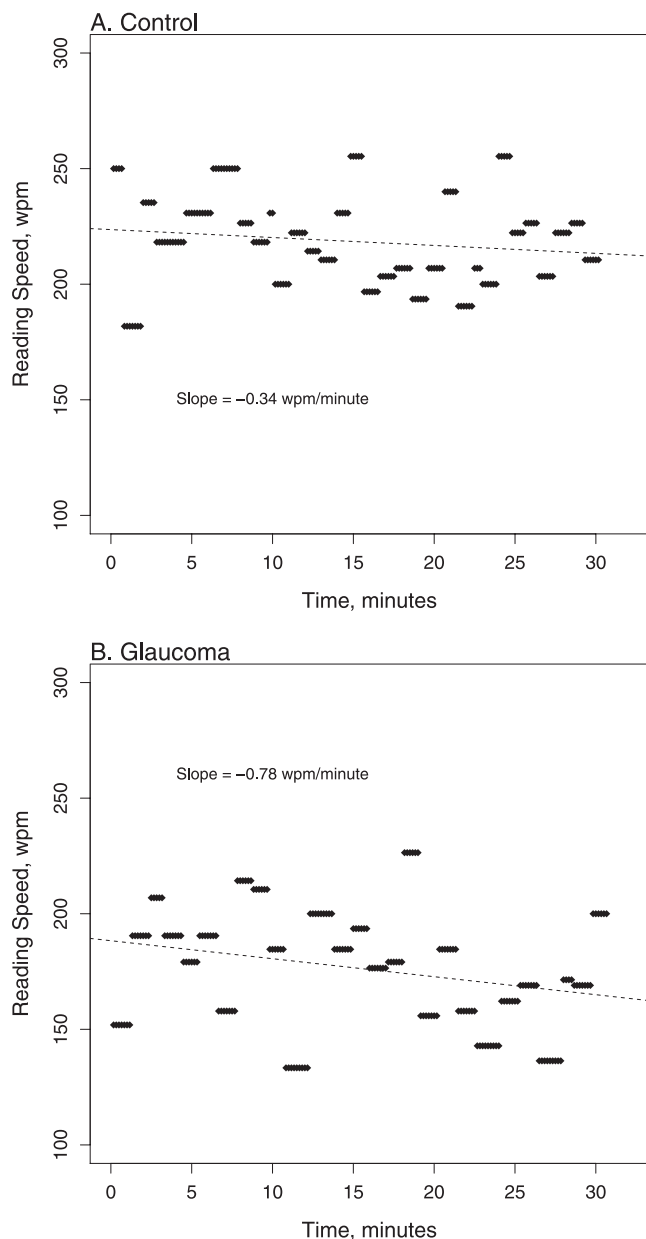 A. Control
300
250
200
150
100
Reading Speed, wpm
Slope = −0.34 wpm/minute
0 5 10 15 20 25 30
Time, minutes
B. Glaucoma
300
250
200
150
100
Reading Speed, wpm
Slope = −0.78 wpm/minute
0 5 10 15 20 25 30
Time, minutes